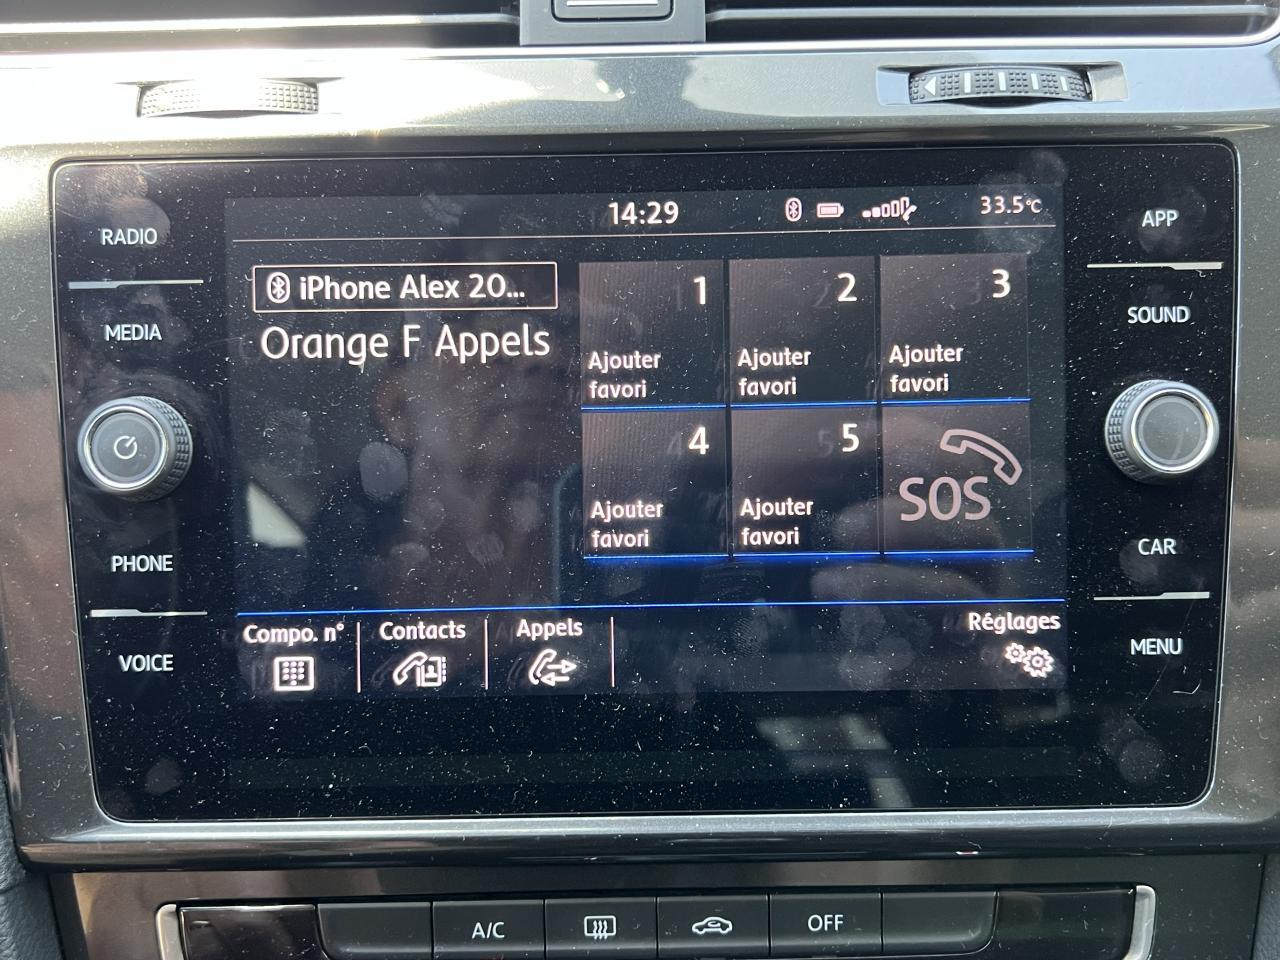 14:29
33.5°C
RADIO
MEDIA
PHONE
VOICE
iPhone Alex 20...
Orange F Appels
1
Ajouter
favori
2
Ajouter
favori
3
Ajouter
favori
4
Ajouter
favori
5
Ajouter
favori
SOS
Compo. n°
Contacts
Appels
Réglages
APP
SOUND
CAR
MENU
A/C
OFF